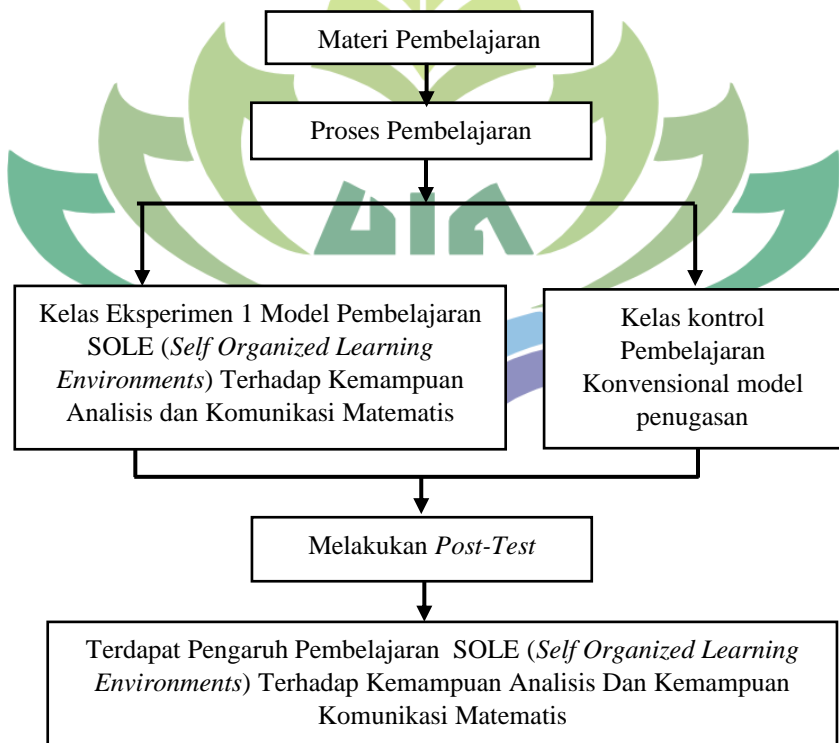 Materi Pembelajaran
Proses Pembelajaran
Kelas Eksperimen 1 Model Pembelajaran
SOLE (Self Organized Learning
Environments) Terhadap Kemampuan
Analisis dan Komunikasi Matematis
Kelas kontrol
Pembelajaran
Konvensional model
penugasan
Melakukan Post-Test
Terdapat Pengaruh Pembelajaran SOLE (Self Organized Learning
Environments) Terhadap Kemampuan Analisis Dan Kemampuan
Komunikasi Matematis